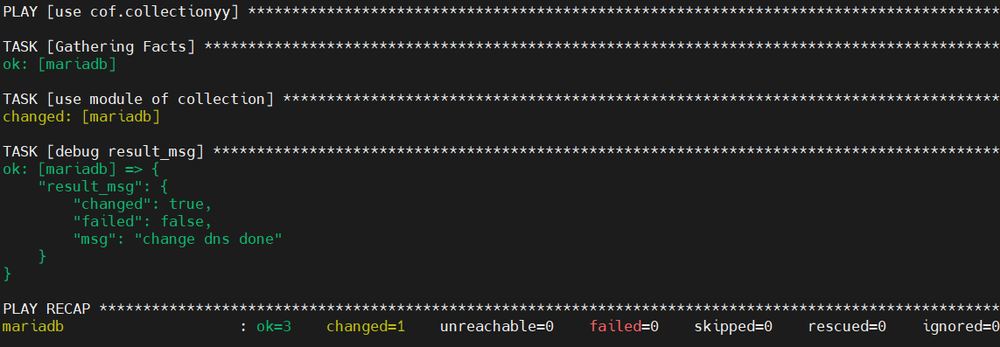 PLAY [use cof.collectionyy] **************************************************************************************
TASK [Gathering Facts] *******************************************************************************************
ok: [mariadb]
TASK [use module of collection] **********************************************************************************
changed: [mariadb]
TASK [debug result_msg] ******************************************************************************************
ok: [mariadb] => {
    "result_msg": {
        "changed": true,
        "failed": false,
        "msg": "change dns done"
    }
}
PLAY RECAP *******************************************************************************************************
mariadb                    : ok=3    changed=1    unreachable=0    failed=0    skipped=0    rescued=0    ignored=0